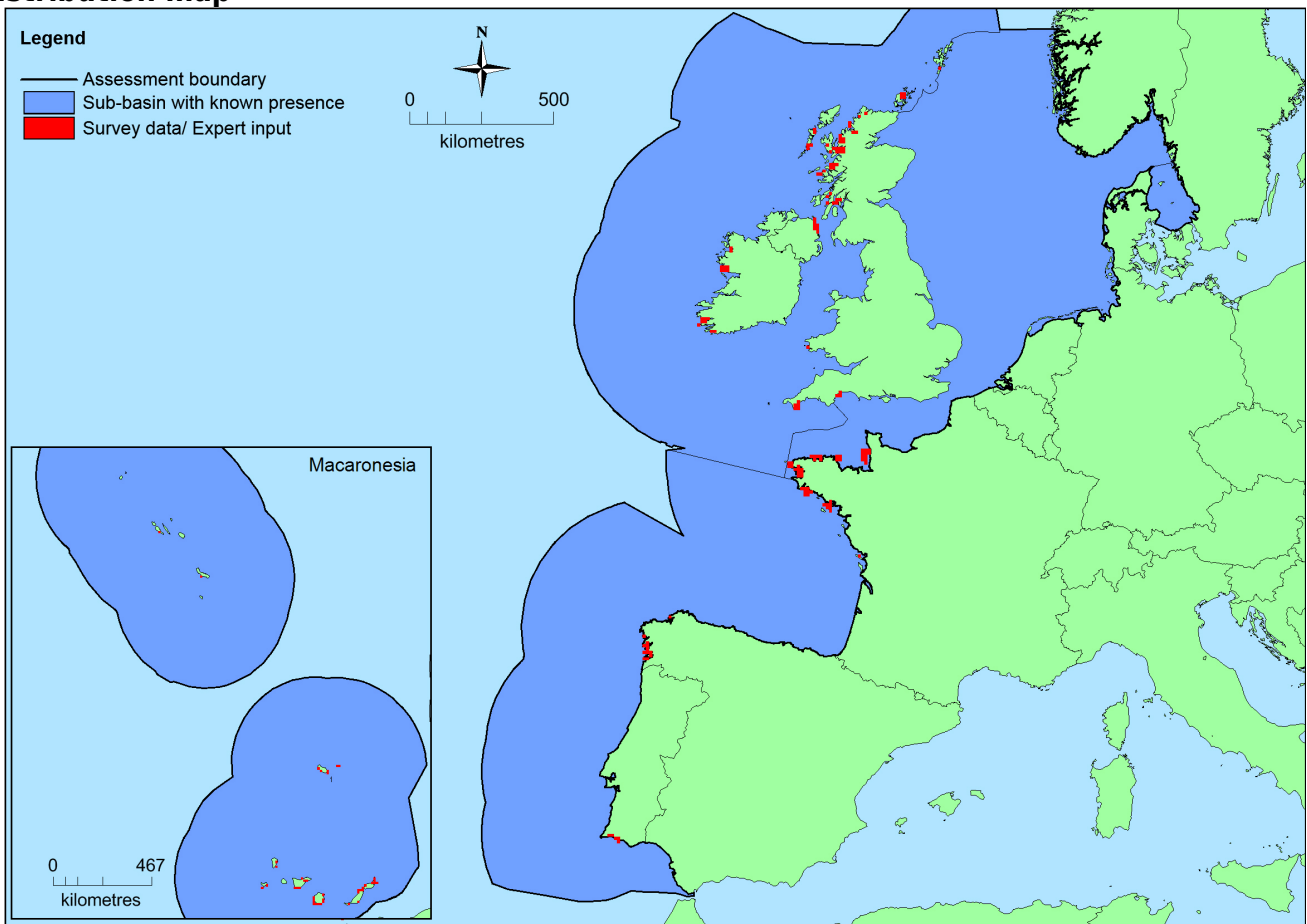 Legend
Assessment boundary
Sub-basin with known presence
Survey data/ Expert input
N
0 500
kilometres
Macaronesia
0 467
kilometres